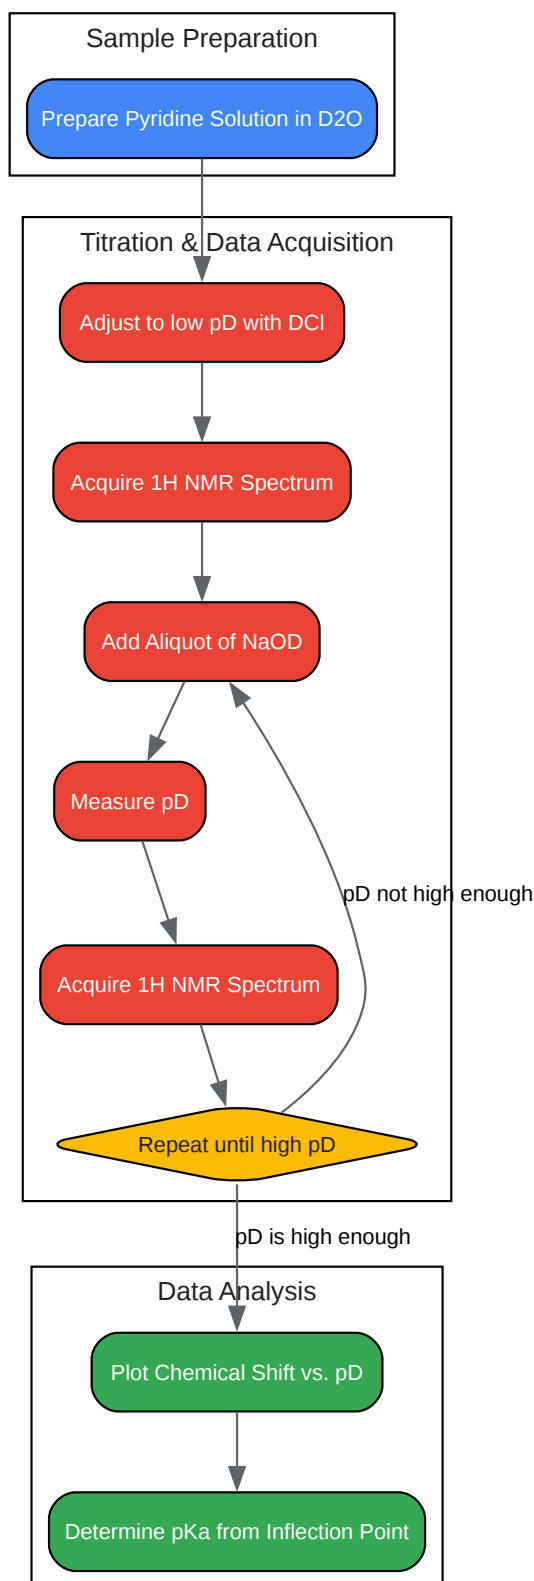 Sample Preparation
Prepare Pyridine Solution in D2O
Titration & Data Acquisition
Adjust to low pD with DCl
Acquire 1H NMR Spectrum
Add Aliquot of NaOD
Measure pD
pD not high enough
Acquire 1H NMR Spectrum
Repeat until high pD
pD is high enough
Data Analysis
Plot Chemical Shift vs. pD
Determine pKa from Inflection Point